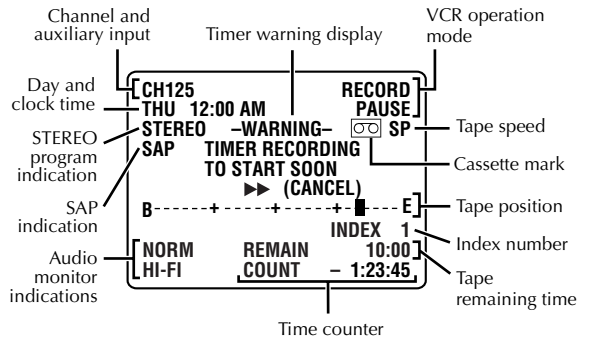 Channel and
auxiliary input
Timer warning display
VCR operation
mode
Day and
clock time
STEREO
program
indication
SAP
indication
Audio
monitor
indications
CH125 RECORD
THU 12:00 AM PAUSE
STEREO –WARNING– SP
SAP TIMER RECORDING
TO START SOON
▶▶ (CANCEL)
B------+-----+-----+--■---E
INDEX 1
NORM REMAIN 10:00
HI-FI COUNT – 1:23:45
Tape speed
Cassette mark
Tape position
Index number
Tape
remaining time
Time counter